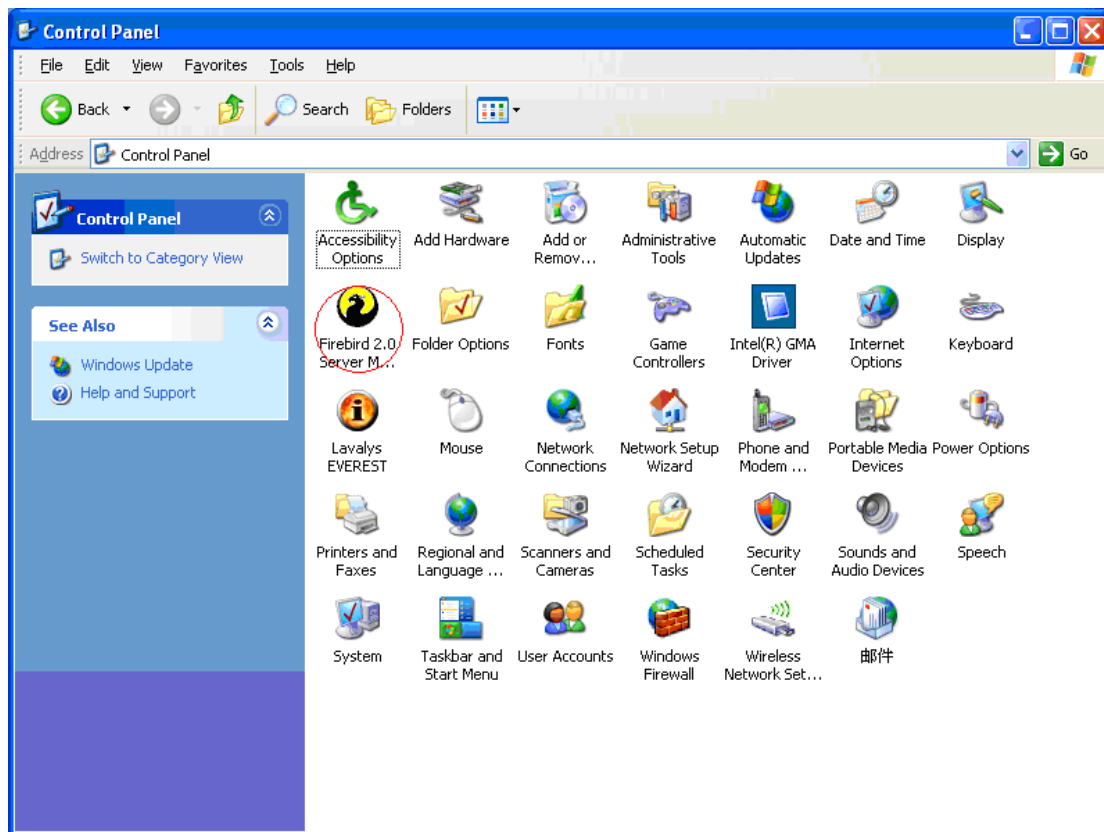 Control Panel
File Edit View Favorites Tools Help
Back Search Folders
Address Control Panel Go
Control Panel
Switch to Category View
See Also
Windows Update
Help and Support
Accessibility Options
Add Hardware
Add or Remov...
Administrative Tools
Automatic Updates
Date and Time
Display
Firebird 2.0 Server M...
Folder Options
Fonts
Game Controllers
Intel(R) GMA Driver
Internet Options
Keyboard
Lavalys EVEREST
Mouse
Network Connections
Network Setup Wizard
Phone and Modem ...
Portable Media Devices
Power Options
Printers and Faxes
Regional and Language ...
Scanners and Cameras
Scheduled Tasks
Security Center
Sounds and Audio Devices
Speech
System
Taskbar and Start Menu
User Accounts
Windows Firewall
Wireless Network Set...
邮件